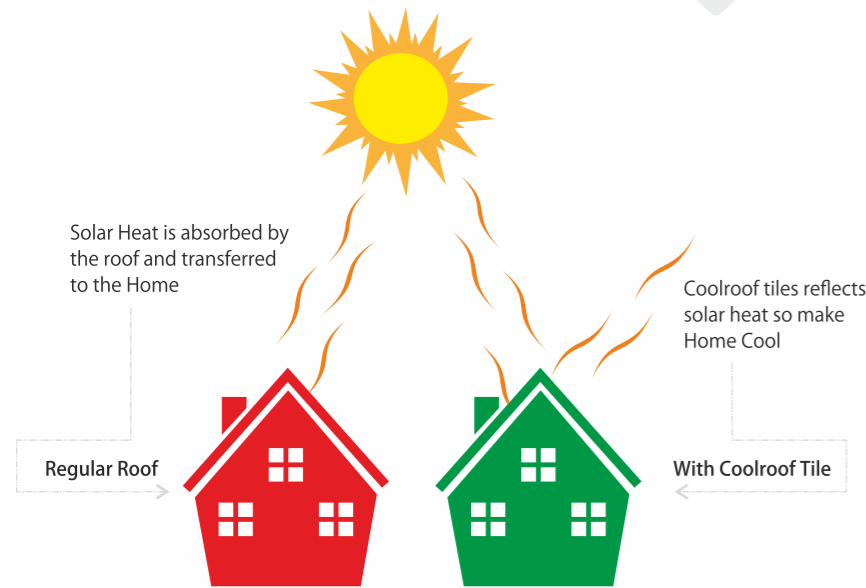 Solar Heat is absorbed by
the roof and transferred
to the Home
Regular Roof
Coolroof tiles reflects
solar heat so make
Home Cool
With Coolroof Tile